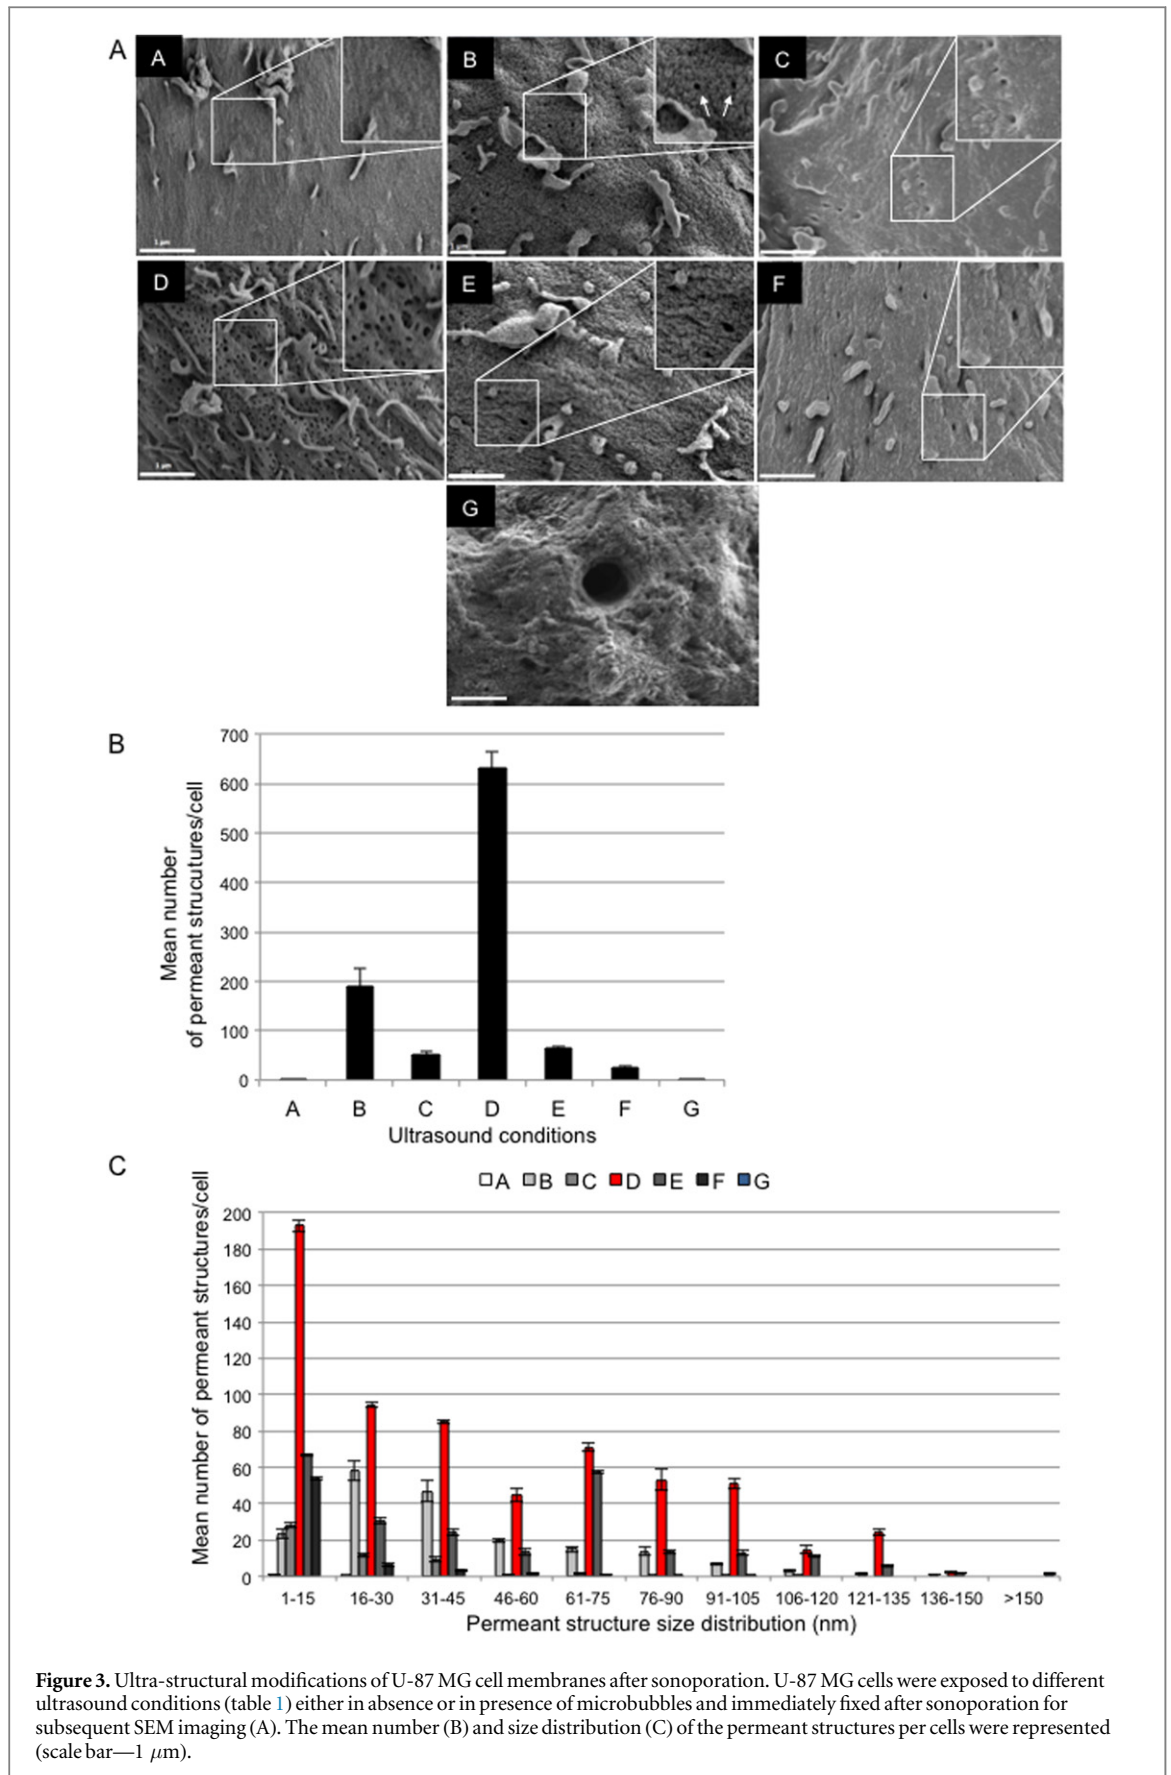 A
A
B
C
1 µm
D
E
F
1 µm
G
B
700
600
500
400
300
200
100
0
Mean number
of permeant strucutures/cell
A B C D E F G
Ultrasound conditions
C
A B C D E F G
200
180
160
140
120
100
80
60
40
20
0
Mean number of permeant structures/cell
1-15 16-30 31-45 46-60 61-75 76-90 91-105 106-120 121-135 136-150 >150
Permeant structure size distribution (nm)
Figure 3. Ultra-structural modifications of U-87 MG cell membranes after sonoporation. U-87 MG cells were exposed to different
ultrasound conditions (table 1) either in absence or in presence of microbubbles and immediately fixed after sonoporation for
subsequent SEM imaging (A). The mean number (B) and size distribution (C) of the permeant structures per cells were represented
(scale bar—1 µm).